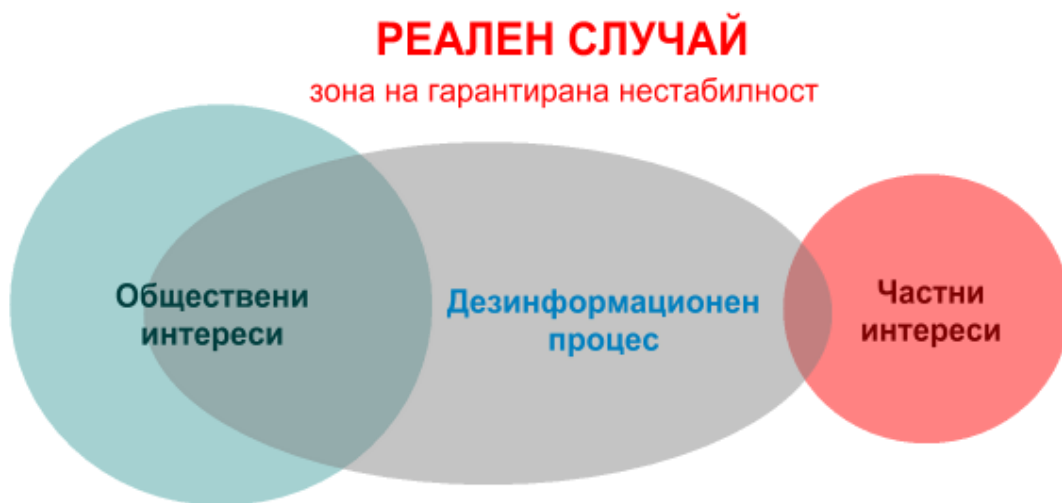 РЕАЛЕН СЛУЧАЙ
зона на гарантирана нестабилност
Обществени
интереси
Дезинформационен
процес
Частни
интереси